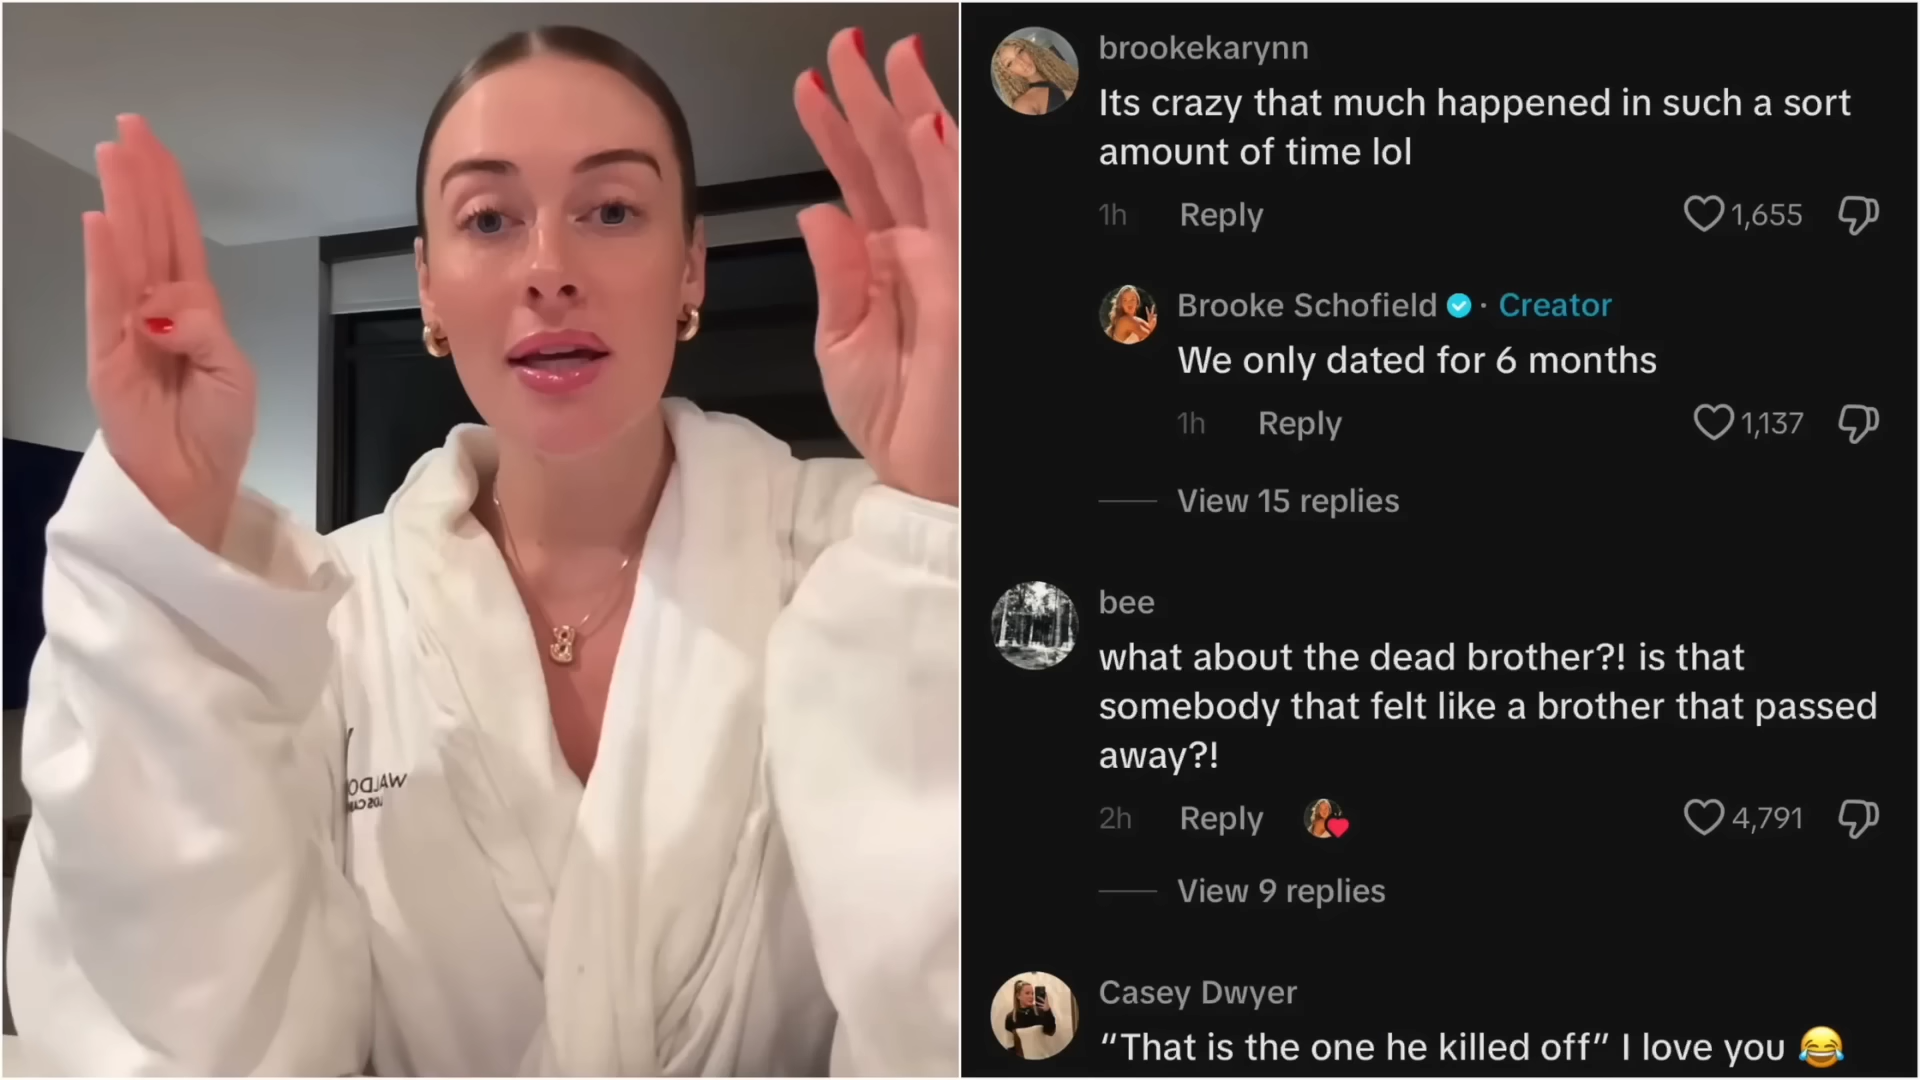 WALDO
LOS CAB
brookekarynn
Its crazy that much happened in such a sort
amount of time lol
1h Reply 1,655
Brooke Schofield · Creator
We only dated for 6 months
1h Reply 1,137
View 15 replies
bee
what about the dead brother?! is that
somebody that felt like a brother that passed
away?!
2h Reply 4,791
View 9 replies
Casey Dwyer
“That is the one he killed off” I love you 😂